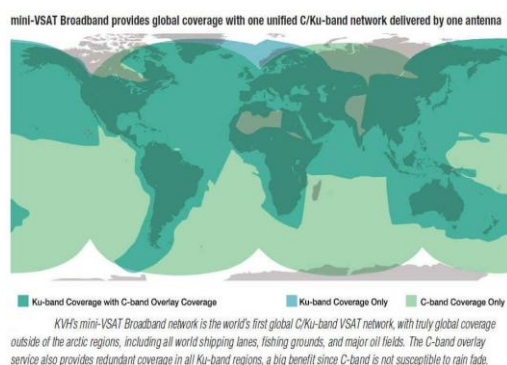 mini-VSAT Broadband provides global coverage with one unified C/Ku-band network delivered by one antenna
Ku-band Coverage with C-band Overlay Coverage
Ku-band Coverage Only
C-band Coverage Only
KVH's mini-VSAT Broadband network is the world's first global C/Ku-band VSAT network, with truly global coverage
outside of the arctic regions, including all world shipping lanes, fishing grounds, and major oil fields. The C-band overlay
service also provides redundant coverage in all Ku-band regions, a big benefit since C-band is not susceptible to rain fade.